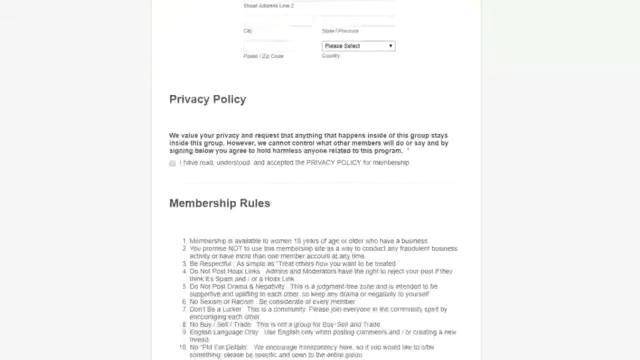 Street Address Line 2
City
State / Province
Please Select
Postal / Zip Code
Country
Privacy Policy
We value your privacy and request that anything that happens inside of this group stays
inside this group. However, we cannot control what other members will do or say and by
signing below you agree to hold harmless anyone related to this program. *
I have read, understood, and accepted the PRIVACY POLICY for membership
Membership Rules
1. Membership is available to women 18 years of age or older who have a business.
2. You promise NOT to use this membership site as a way to conduct any fraudulent business
activity or have more than one member account at any time.
3. Be Respectful : As simple as "Treat others how you want to be treated
4. Do Not Post Hoax Links : Admins and Moderators have the right to reject your post if they
think it's Spam and / or a Hoax Link
5. Do Not Post Drama & Negativity : This is a judgment-free zone and is intended to be
supportive and uplifting to each other, so keep any drama or negativity to yourself
6. No Sexism or Racism : Be considerate of every member
7. Don't Be a Lurker : This is a community. Please join everyone in the community spirit by
encouraging each other
8. No Buy / Sell / Trade : This is not a group for Buy, Sell and Trade
9. English Language Only : Use English only when posting comments and / or creating a new
thread
10. No "PM For Details" : We encourage transparency here, so if you would like to offer
something, please be specific and open to the entire group